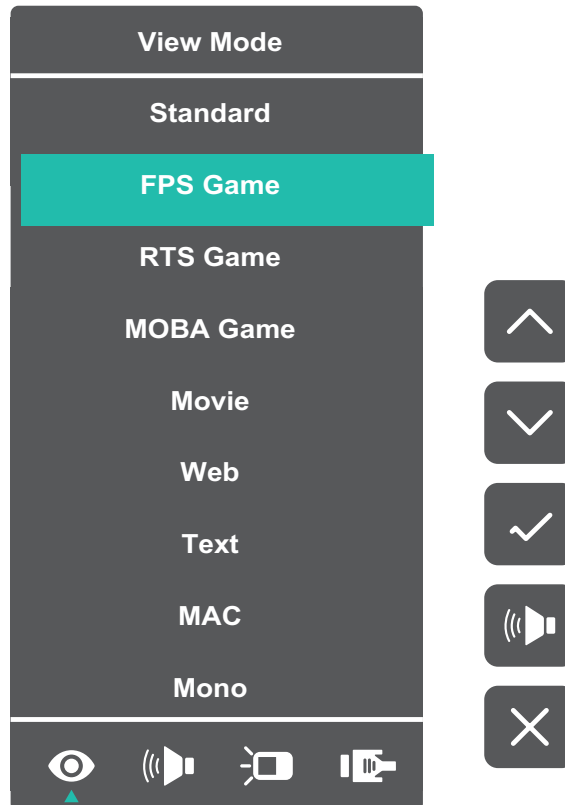 View Mode
Standard
FPS Game
RTS Game
MOBA Game
Movie
Web
Text
MAC
Mono